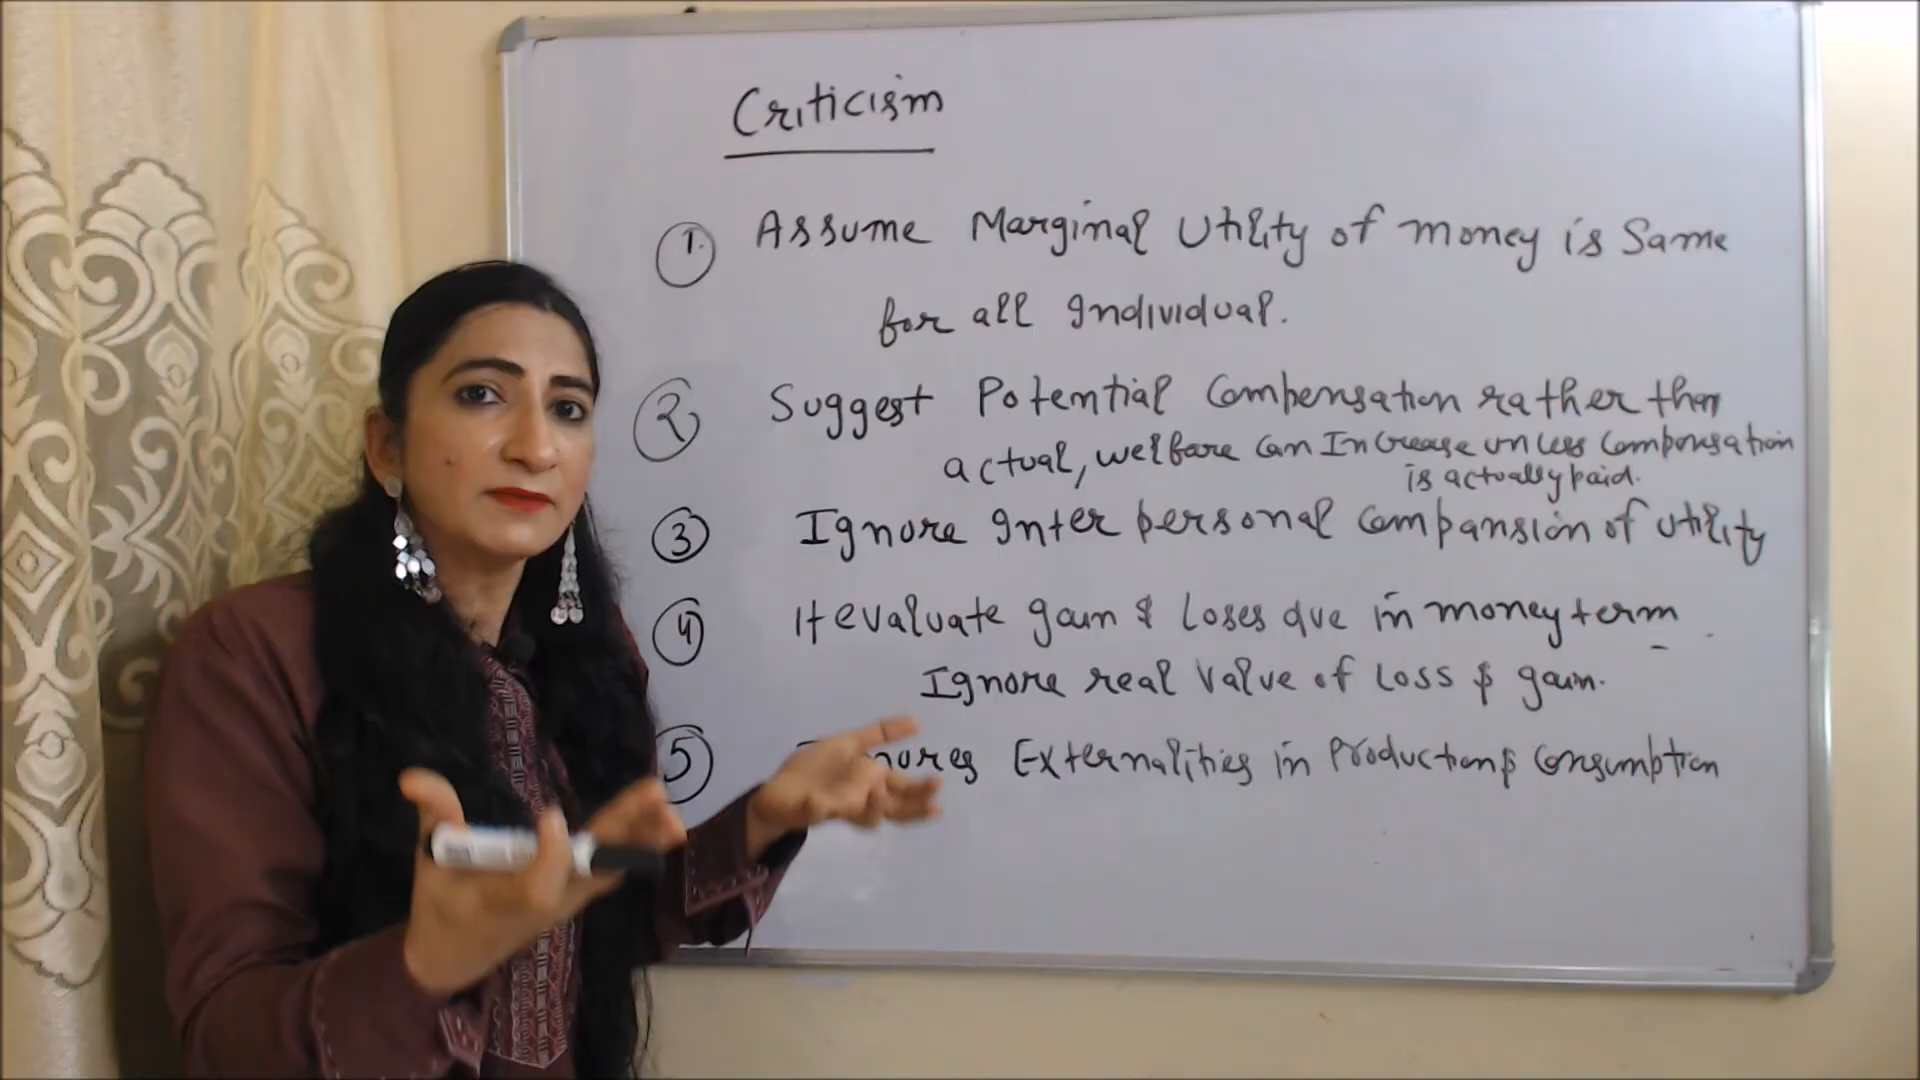 Criticism
1. Assume Marginal Utility of money is Same
for all Individual.
2 Suggest Potential Compensation rather than
actual, welfare can Increase unless compensation
is actually paid.
3 Ignore Inter personal Compansion of utility
4 It evaluate gain & Loses due in money term
Ignore real Value of Loss & gain.
5 Externalities in Production & Consumption